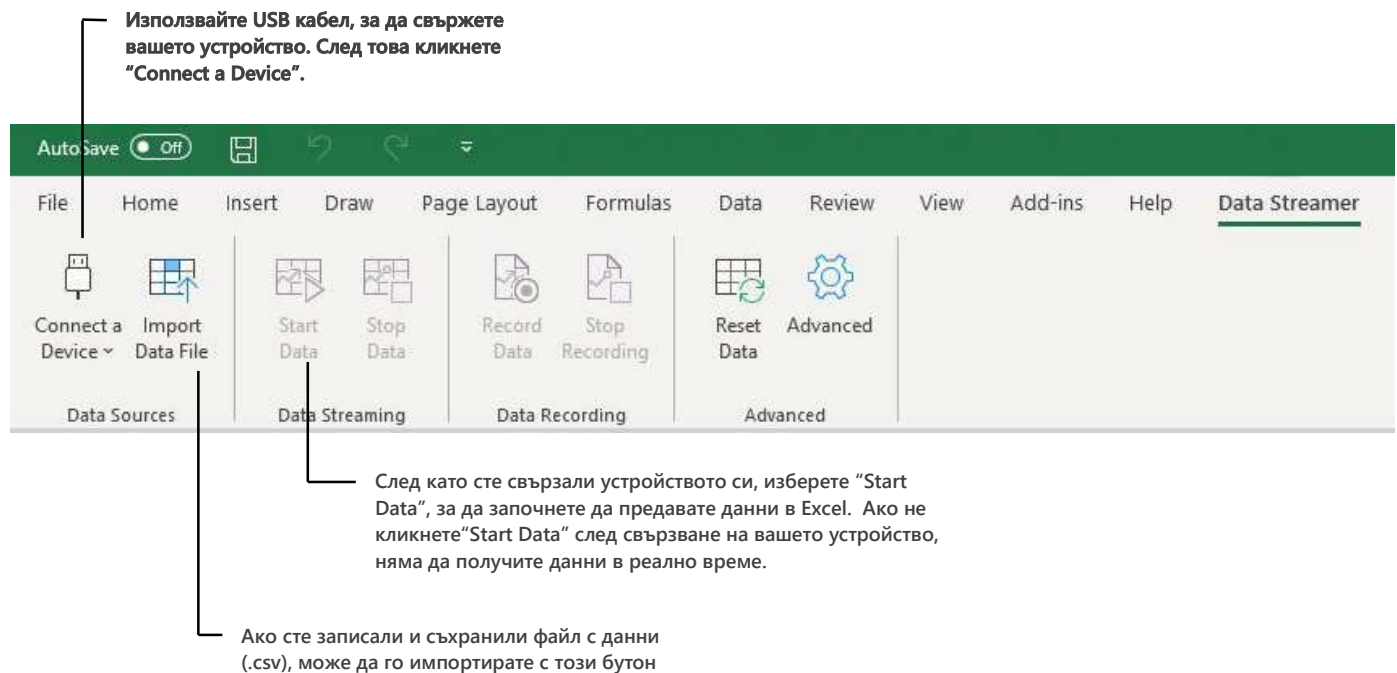 Използвайте USB кабел, за да свържете
вашето устройство. След това кликнете
“Connect a Device”.
AutoSave Off
File Home Insert Draw Page Layout Formulas Data Review View Add-ins Help Data Streamer
Connect a Device
Import Data File
Start Data
Stop Data
Record Data
Stop Recording
Reset Data
Advanced
Data Sources Data Streaming Data Recording Advanced
След като сте свързали устройството си, изберете “Start
Data”, за да започнете да предавате данни в Excel. Ако не
кликнете“Start Data” след свързване на вашето устройство,
няма да получите данни в реално време.
Ако сте записали и съхранили файл с данни
(.csv), може да го импортирате с този бутон